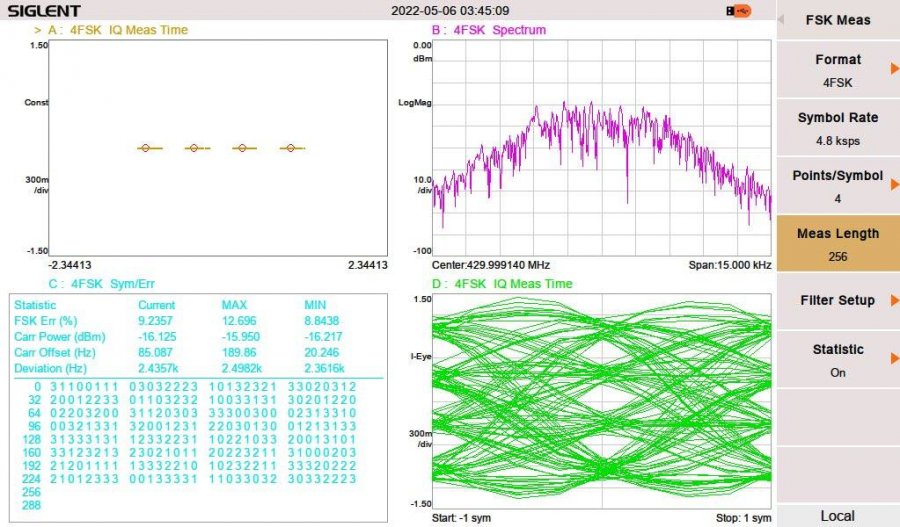 SIGLENT 2022-05-06 03:45:09
> A : 4FSK IQ Meas Time
1.50
Const
300m
/div
-1.50
-2.34413 2.34413
B : 4FSK Spectrum
0.00
dBm
LogMag
10.0
/div
-100
Center:429.999140 MHz Span:15.000 kHz
C : 4FSK Sym/Err
Statistic Current MAX MIN
FSK Err (%) 9.2357 12.696 8.8438
Carr Power (dBm) -16.125 -15.950 -16.217
Carr Offset (Hz) 85.087 189.86 20.246
Deviation (Hz) 2.4357k 2.4982k 2.3616k
0 31100111 03032223 10132321 33020312
32 20012233 01103232 10033131 30201220
64 02203200 31120303 33300300 02313310
96 00321331 32001231 22030130 01213133
128 31333131 12332231 10221033 20013101
160 33123213 23021011 20223211 31000203
192 21201111 13332210 10322211 33320222
224 21012333 00133331 11033032 30333222
256
288
D : 4FSK IQ Meas Time
1.50
I-Eye
300m
/div
-1.50
Start: -1 sym Stop: 1 sym
FSK Meas
Format
4FSK
Symbol Rate
4.8 ksps
Points/Symbol
4
Meas Length
256
Filter Setup
Statistic
On
Local